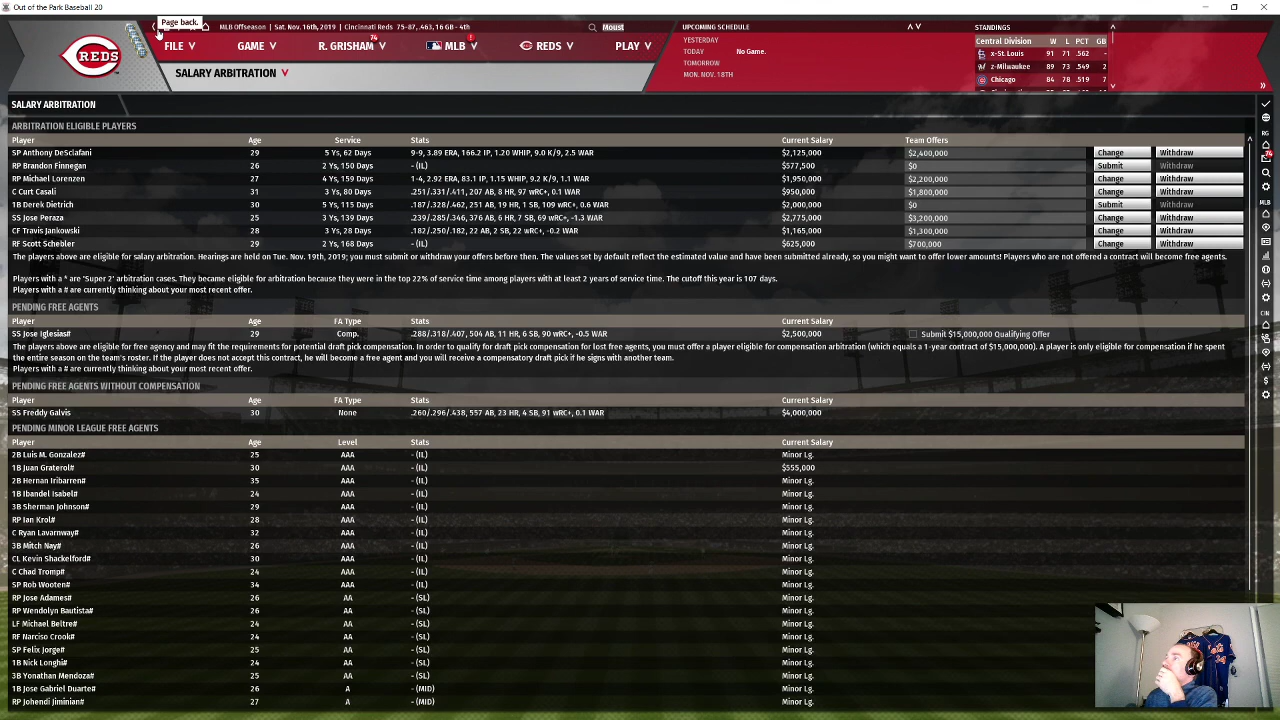 Out of the Park Baseball 20
Page back.
MLB Offseason | Sat. Nov. 16th, 2019 | Cincinnati Reds 75-87, .463, 16 GB - 4th
Moust
REDS
FILE GAME R. GRISHAM 74 MLB ! REDS PLAY
SALARY ARBITRATION
UPCOMING SCHEDULE
YESTERDAY
TODAY No Game.
TOMORROW
MON. NOV. 18TH
STANDINGS
Central Division W L PCT GB
x-St. Louis 91 71 .562 -
z-Milwaukee 89 73 .549 2
Chicago 84 78 .519 7
SALARY ARBITRATION
ARBITRATION ELIGIBLE PLAYERS
Player Age Service Stats Current Salary Team Offers
SP Anthony DeSclafani 29 5 Ys, 62 Days 9-9, 3.89 ERA, 166.2 IP, 1.20 WHIP, 9.0 K/9, 2.5 WAR $2,125,000 $2,400,000 Change Withdraw
RP Brandon Finnegan 26 2 Ys, 150 Days - (IL) $577,500 $0 Submit Withdraw
RP Michael Lorenzen 27 4 Ys, 159 Days 1-4, 2.92 ERA, 83.1 IP, 1.15 WHIP, 9.2 K/9, 1.1 WAR $1,950,000 $2,200,000 Change Withdraw
C Curt Casali 31 3 Ys, 80 Days .251/.331/.411, 207 AB, 8 HR, 97 wRC+, 0.1 WAR $950,000 $1,800,000 Change Withdraw
1B Derek Dietrich 30 5 Ys, 115 Days .187/.328/.462, 251 AB, 19 HR, 1 SB, 109 wRC+, 0.6 WAR $2,000,000 $0 Submit Withdraw
SS Jose Peraza 25 3 Ys, 139 Days .239/.285/.346, 376 AB, 6 HR, 7 SB, 69 wRC+, -1.3 WAR $2,775,000 $3,200,000 Change Withdraw
CF Travis Jankowski 28 3 Ys, 28 Days .182/.250/.182, 22 AB, 2 SB, 22 wRC+, -0.2 WAR $1,165,000 $1,300,000 Change Withdraw
RF Scott Schebler 29 2 Ys, 168 Days - (IL) $625,000 $700,000 Change Withdraw
The players above are eligible for salary arbitration. Hearings are held on Tue. Nov. 19th, 2019; you must submit or withdraw your offers before then. The values set by default reflect the estimated value and have been submitted already, so you might want to offer lower amounts! Players who are not offered a contract will become free agents.
Players with a * are 'Super 2' arbitration cases. They became eligible for arbitration because they were in the top 22% of service time among players with at least 2 years of service time. The cutoff this year is 107 days.
Players with a # are currently thinking about your most recent offer.
PENDING FREE AGENTS
Player Age FA Type Stats Current Salary
SS Jose Iglesias# 29 Comp. .288/.318/.407, 504 AB, 11 HR, 6 SB, 90 wRC+, -0.5 WAR $2,500,000 Submit $15,000,000 Qualifying Offer
The players above are eligible for free agency and may fit the requirements for potential draft pick compensation. In order to qualify for draft pick compensation for lost free agents, you must offer a player eligible for compensation arbitration (which equals a 1-year contract of $15,000,000). A player is only eligible for compensation if he spent
the entire season on the team's roster. If the player does not accept this contract, he will become a free agent and you will receive a compensatory draft pick if he signs with another team.
Players with a # are currently thinking about your most recent offer.
PENDING FREE AGENTS WITHOUT COMPENSATION
Player Age FA Type Stats Current Salary
SS Freddy Galvis 30 None .260/.296/.438, 557 AB, 23 HR, 4 SB, 91 wRC+, 0.1 WAR $4,000,000
PENDING MINOR LEAGUE FREE AGENTS
Player Age Level Stats Current Salary
2B Luis M. Gonzalez# 25 AAA - (IL) Minor Lg.
1B Juan Graterol# 30 AAA - (IL) $555,000
2B Hernan Iribarren# 35 AAA - (IL) Minor Lg.
1B Ibandel Isabel# 24 AAA - (IL) Minor Lg.
3B Sherman Johnson# 29 AAA - (IL) Minor Lg.
RP Ian Krol# 28 AAA - (IL) Minor Lg.
C Ryan Lavarnway# 32 AAA - (IL) Minor Lg.
3B Mitch Nay# 26 AAA - (IL) Minor Lg.
CL Kevin Shackelford# 30 AAA - (IL) Minor Lg.
C Chad Tromp# 24 AAA - (IL) Minor Lg.
SP Rob Wooten# 34 AAA - (IL) Minor Lg.
RP Jose Adames# 26 AA - (SL) Minor Lg.
RP Wendolyn Bautista# 26 AA - (SL) Minor Lg.
LF Michael Beltre# 24 AA - (SL) Minor Lg.
RF Narciso Crook# 24 AA - (SL) Minor Lg.
SP Felix Jorge# 25 AA - (SL) Minor Lg.
1B Nick Longhi# 24 AA - (SL) Minor Lg.
3B Yonathan Mendoza# 25 AA - (SL) Minor Lg.
1B Jose Gabriel Duarte# 26 A - (MID) Minor Lg.
RP Johendi Jiminian# 27 A - (MID) Minor Lg.
RG
MLB
CIN